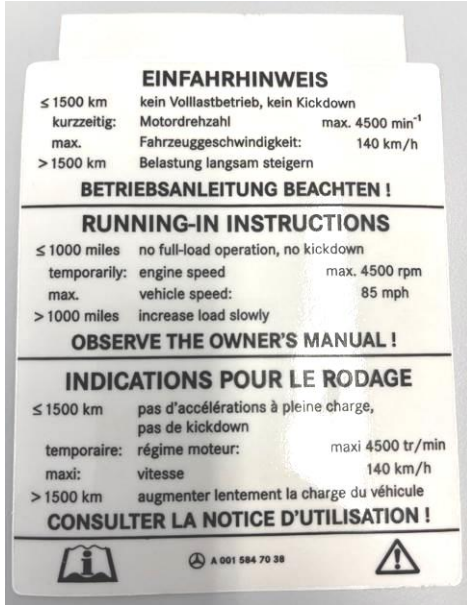 EINFAHRHINWEIS
≤ 1500 km kein Volllastbetrieb, kein Kickdown
kurzzeitig: Motordrehzahl max. 4500 min⁻¹
max. Fahrzeuggeschwindigkeit: 140 km/h
> 1500 km Belastung langsam steigern
BETRIEBSANLEITUNG BEACHTEN !
RUNNING-IN INSTRUCTIONS
≤ 1000 miles no full-load operation, no kickdown
temporarily: engine speed max. 4500 rpm
max. vehicle speed: 85 mph
> 1000 miles increase load slowly
OBSERVE THE OWNER'S MANUAL !
INDICATIONS POUR LE RODAGE
≤ 1500 km pas d'accélérations à pleine charge,
pas de kickdown
temporaire: régime moteur: maxi 4500 tr/min
maxi: vitesse 140 km/h
> 1500 km augmenter lentement la charge du véhicule
CONSULTER LA NOTICE D'UTILISATION !
A 001 584 70 38